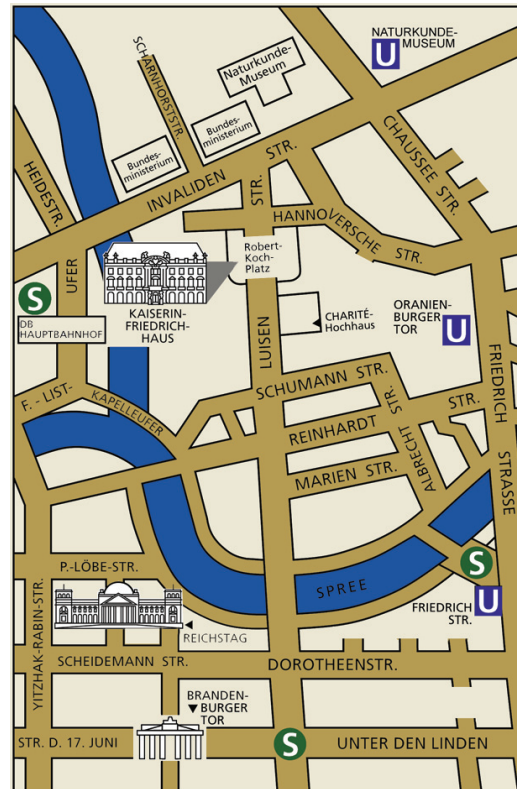 NATURKUNDE-
MUSEUM
U
SCHARNHORSTSTR.
Naturkunde-
Museum
Bundes-
ministerium
Bundes-
ministerium
CHAUSSEE STR.
HEIDESTR.
INVALIDEN STR.
STR.
HANNOVERSCHE STR.
UFER
Robert-
Koch-
Platz
S
DB
HAUPTBAHNHOF
KAISERIN-
FRIEDRICH-
HAUS
LUISEN
CHARITÉ-
Hochhaus
ORANIEN-
BURGER
TOR
U
FRIEDRICH
STRASSE
F.-LIST-
KAPELLEUFER
SCHUMANN STR.
REINHARDT STR.
ALBRECHT STR.
MARIEN STR.
P.-LÖBE-STR.
SPREE
S
FRIEDRICH
STR.
U
YITZHAK-RABIN-STR.
REICHSTAG
SCHEIDEMANN STR.
DOROTHEENSTR.
BRANDEN-
BURGER
TOR
STR. D. 17. JUNI
S
UNTER DEN LINDEN